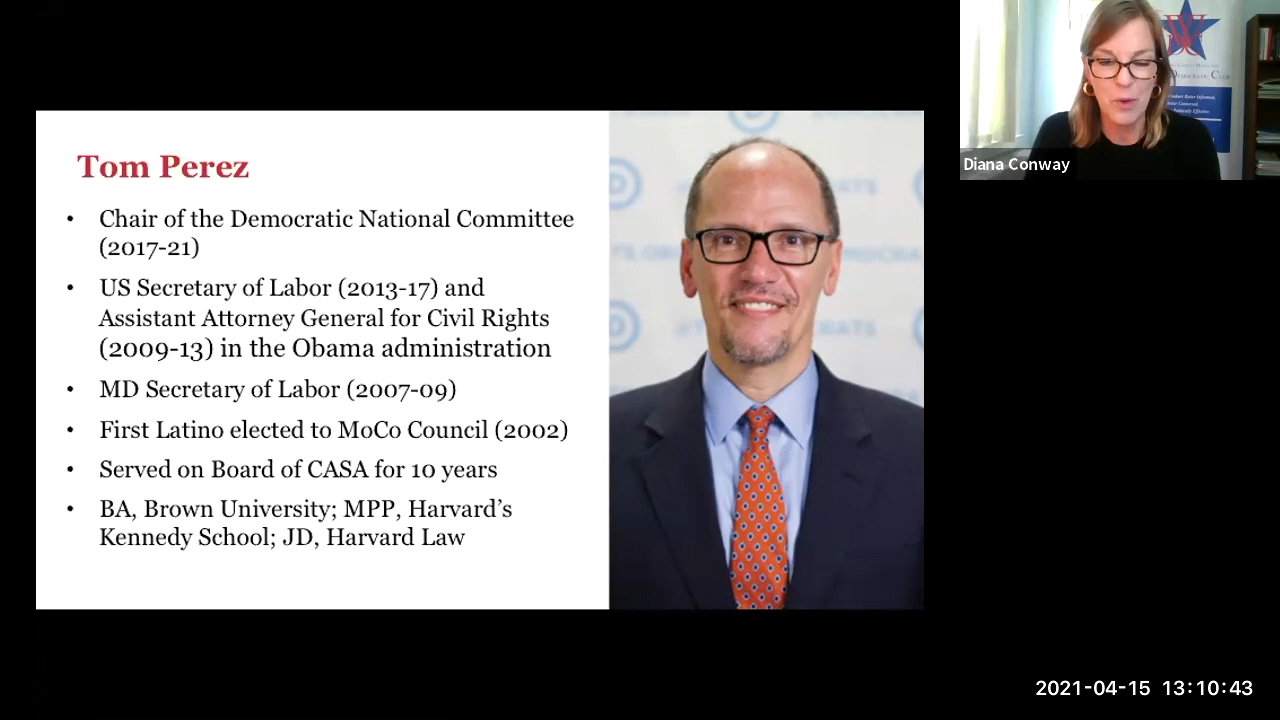 Tom Perez
• Chair of the Democratic National Committee
(2017-21)
• US Secretary of Labor (2013-17) and
Assistant Attorney General for Civil Rights
(2009-13) in the Obama administration
• MD Secretary of Labor (2007-09)
• First Latino elected to MoCo Council (2002)
• Served on Board of CASA for 10 years
• BA, Brown University; MPP, Harvard's
Kennedy School; JD, Harvard Law
Diana Conway
2021-04-15 13:10:43